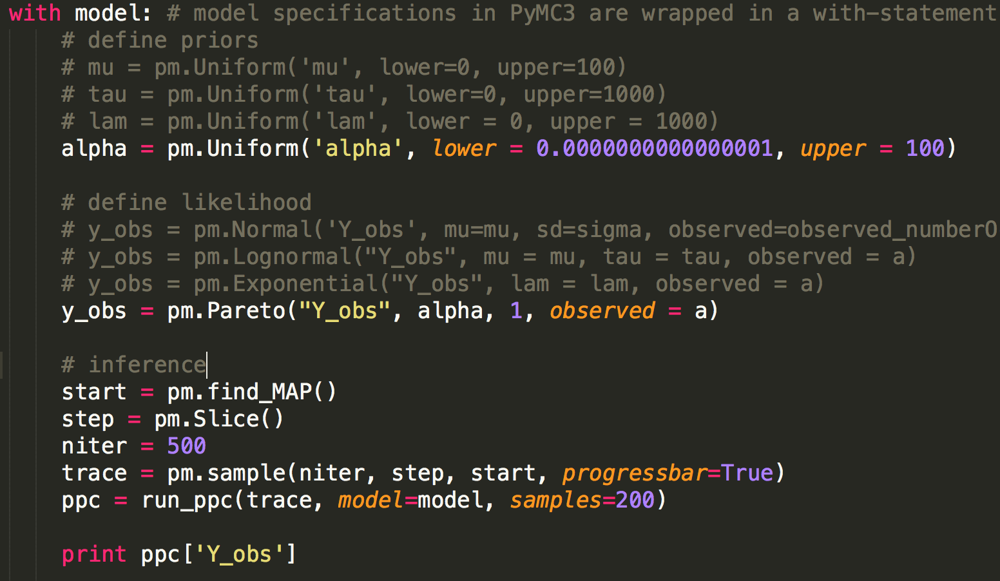 with model: # model specifications in PyMC3 are wrapped in a with-statement
# define priors
# mu = pm.Uniform('mu', lower=0, upper=100)
# tau = pm.Uniform('tau', lower=0, upper=1000)
# lam = pm.Uniform('lam', lower = 0, upper = 1000)
alpha = pm.Uniform('alpha', lower = 0.0000000000000001, upper = 100)
# define likelihood
# y_obs = pm.Normal('Y_obs', mu=mu, sd=sigma, observed=observed_numberO
# y_obs = pm.Lognormal("Y_obs", mu = mu, tau = tau, observed = a)
# y_obs = pm.Exponential("Y_obs", lam = lam, observed = a)
y_obs = pm.Pareto("Y_obs", alpha, 1, observed = a)
# inference
start = pm.find_MAP()
step = pm.Slice()
niter = 500
trace = pm.sample(niter, step, start, progressbar=True)
ppc = run_ppc(trace, model=model, samples=200)
print ppc['Y_obs']